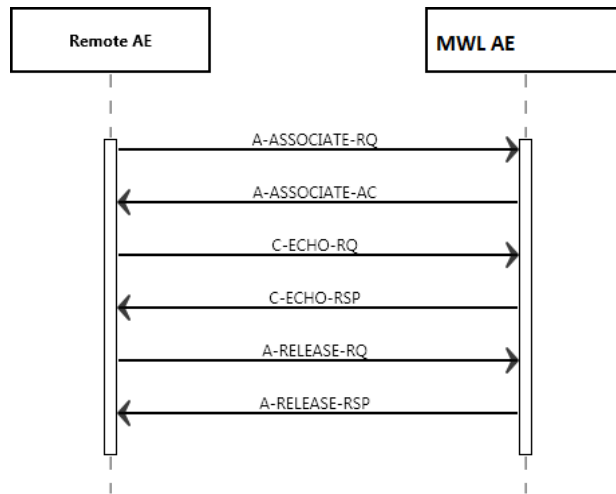 Remote AE
MWL AE
A-ASSOCIATE-RQ
A-ASSOCIATE-AC
C-ECHO-RQ
C-ECHO-RSP
A-RELEASE-RQ
A-RELEASE-RSP